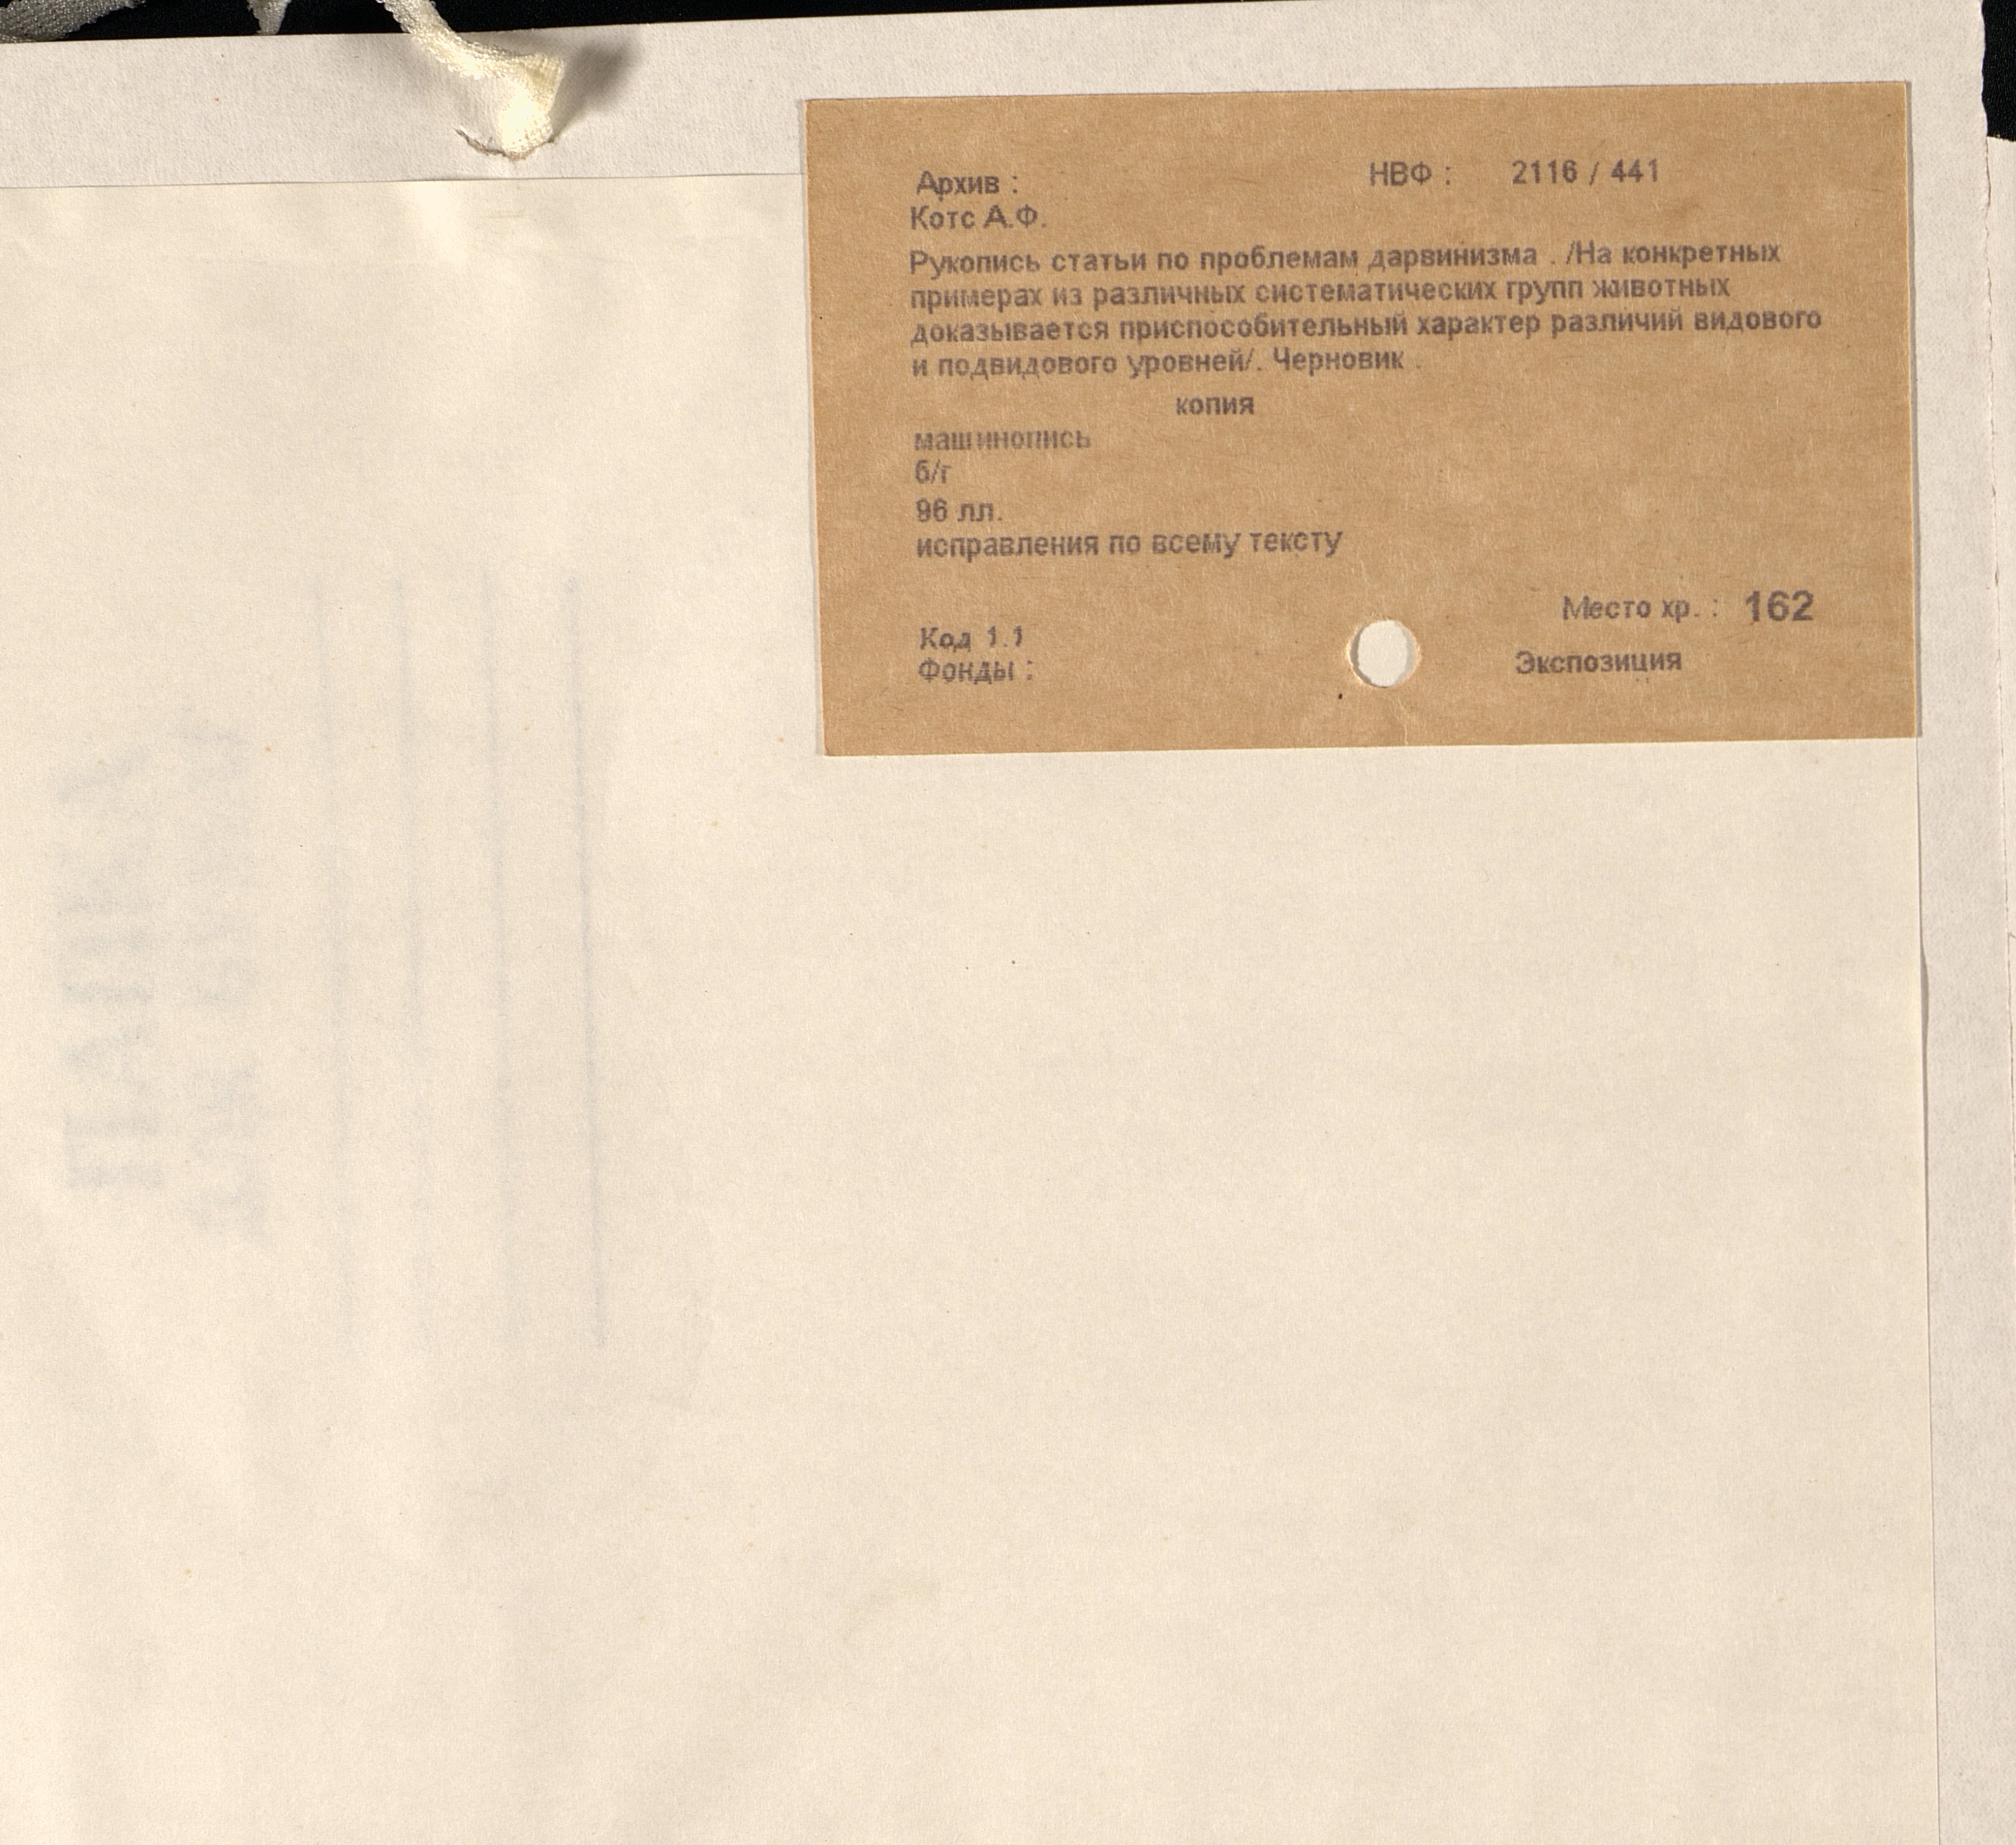 Архив : НВФ : 2116 / 441
Котс А.Ф.
Рукопись статьи по проблемам дарвинизма . /На конкретных
примерах из различных систематических групп животных
доказывается приспособительный характер различий видового
и подвидового уровней/. Черновик .
копия
машинопись
б/г
96 лл.
исправления по всему тексту
Место хр. : 162
Код 1.1
Фонды : Экспозиция